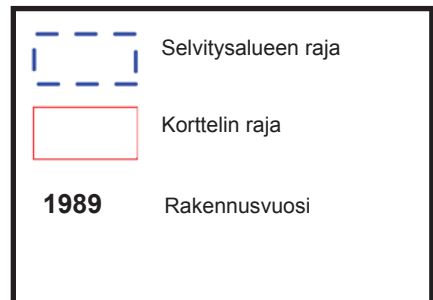 Selvitysalueen raja
Korttelin raja
1989 Rakennusvuosi